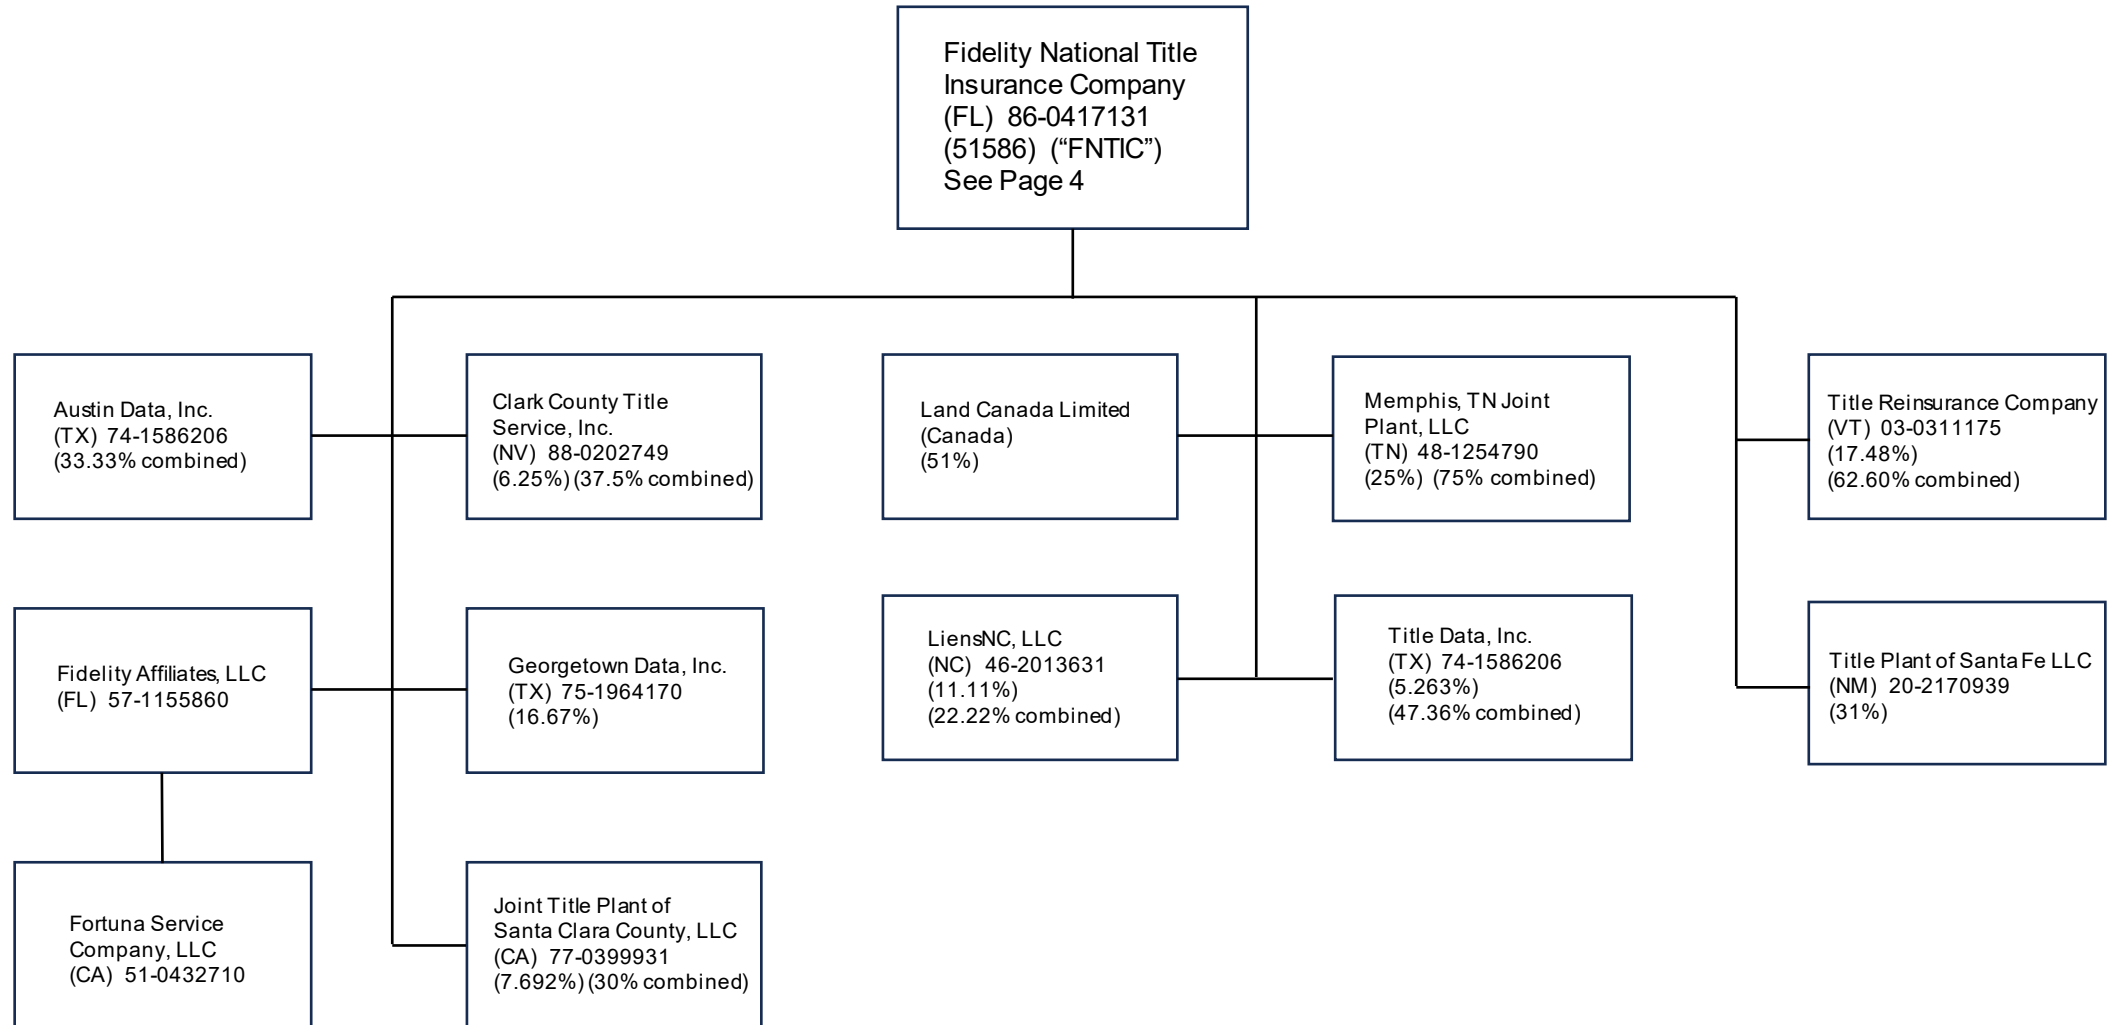 Fidelity National Title
Insurance Company
(FL) 86-0417131
(51586) (“FNTIC”)
See Page 4
Austin Data, Inc.
(TX) 74-1586206
(33.33% combined)
Clark County Title
Service, Inc.
(NV) 88-0202749
(6.25%) (37.5% combined)
Land Canada Limited
(Canada)
(51%)
Memphis, TN Joint
Plant, LLC
(TN) 48-1254790
(25%) (75% combined)
Title Reinsurance Company
(VT) 03-0311175
(17.48%)
(62.60% combined)
Fidelity Affiliates, LLC
(FL) 57-1155860
Georgetown Data, Inc.
(TX) 75-1964170
(16.67%)
LiensNC, LLC
(NC) 46-2013631
(11.11%)
(22.22% combined)
Title Data, Inc.
(TX) 74-1586206
(5.263%)
(47.36% combined)
Title Plant of Santa Fe LLC
(NM) 20-2170939
(31%)
Fortuna Service
Company, LLC
(CA) 51-0432710
Joint Title Plant of
Santa Clara County, LLC
(CA) 77-0399931
(7.692%) (30% combined)